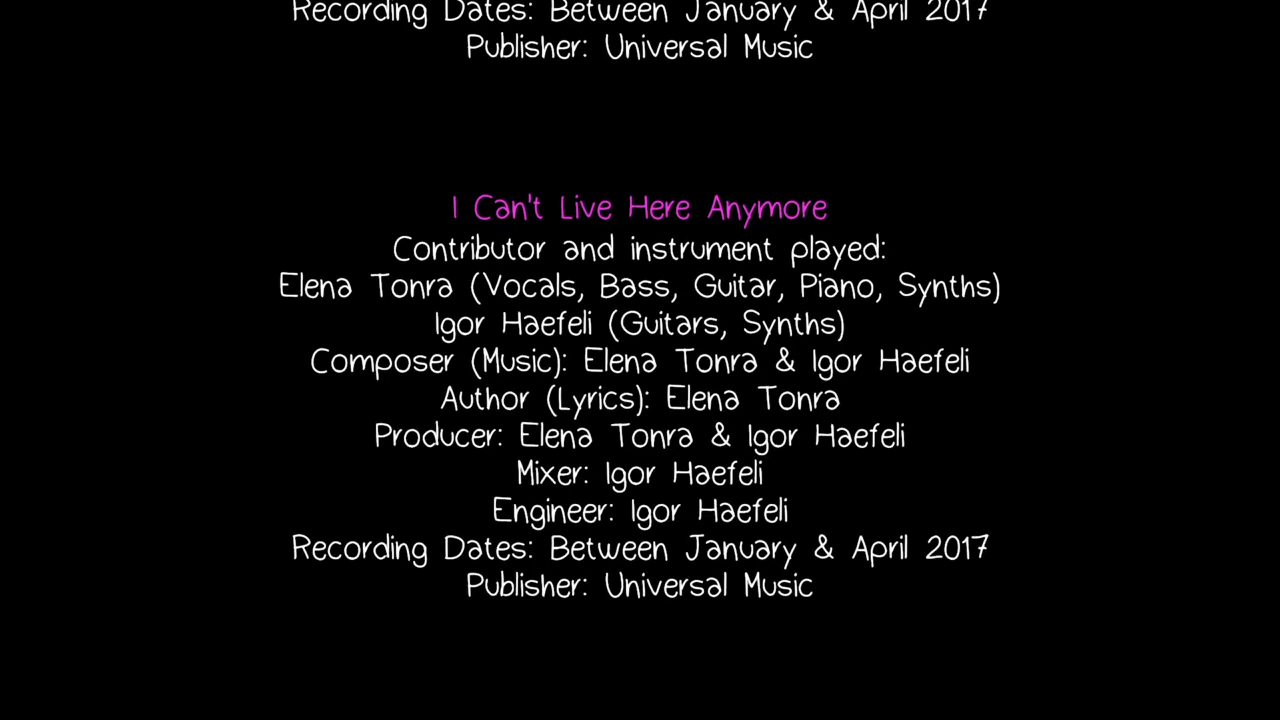 Recording Dates: Between January & April 2017
Publisher: Universal Music
I Can't Live Here Anymore
Contributor and instrument played:
Elena Tonra (Vocals, Bass, Guitar, Piano, Synths)
Igor Haefeli (Guitars, Synths)
Composer (Music): Elena Tonra & Igor Haefeli
Author (Lyrics): Elena Tonra
Producer: Elena Tonra & Igor Haefeli
Mixer: Igor Haefeli
Engineer: Igor Haefeli
Recording Dates: Between January & April 2017
Publisher: Universal Music